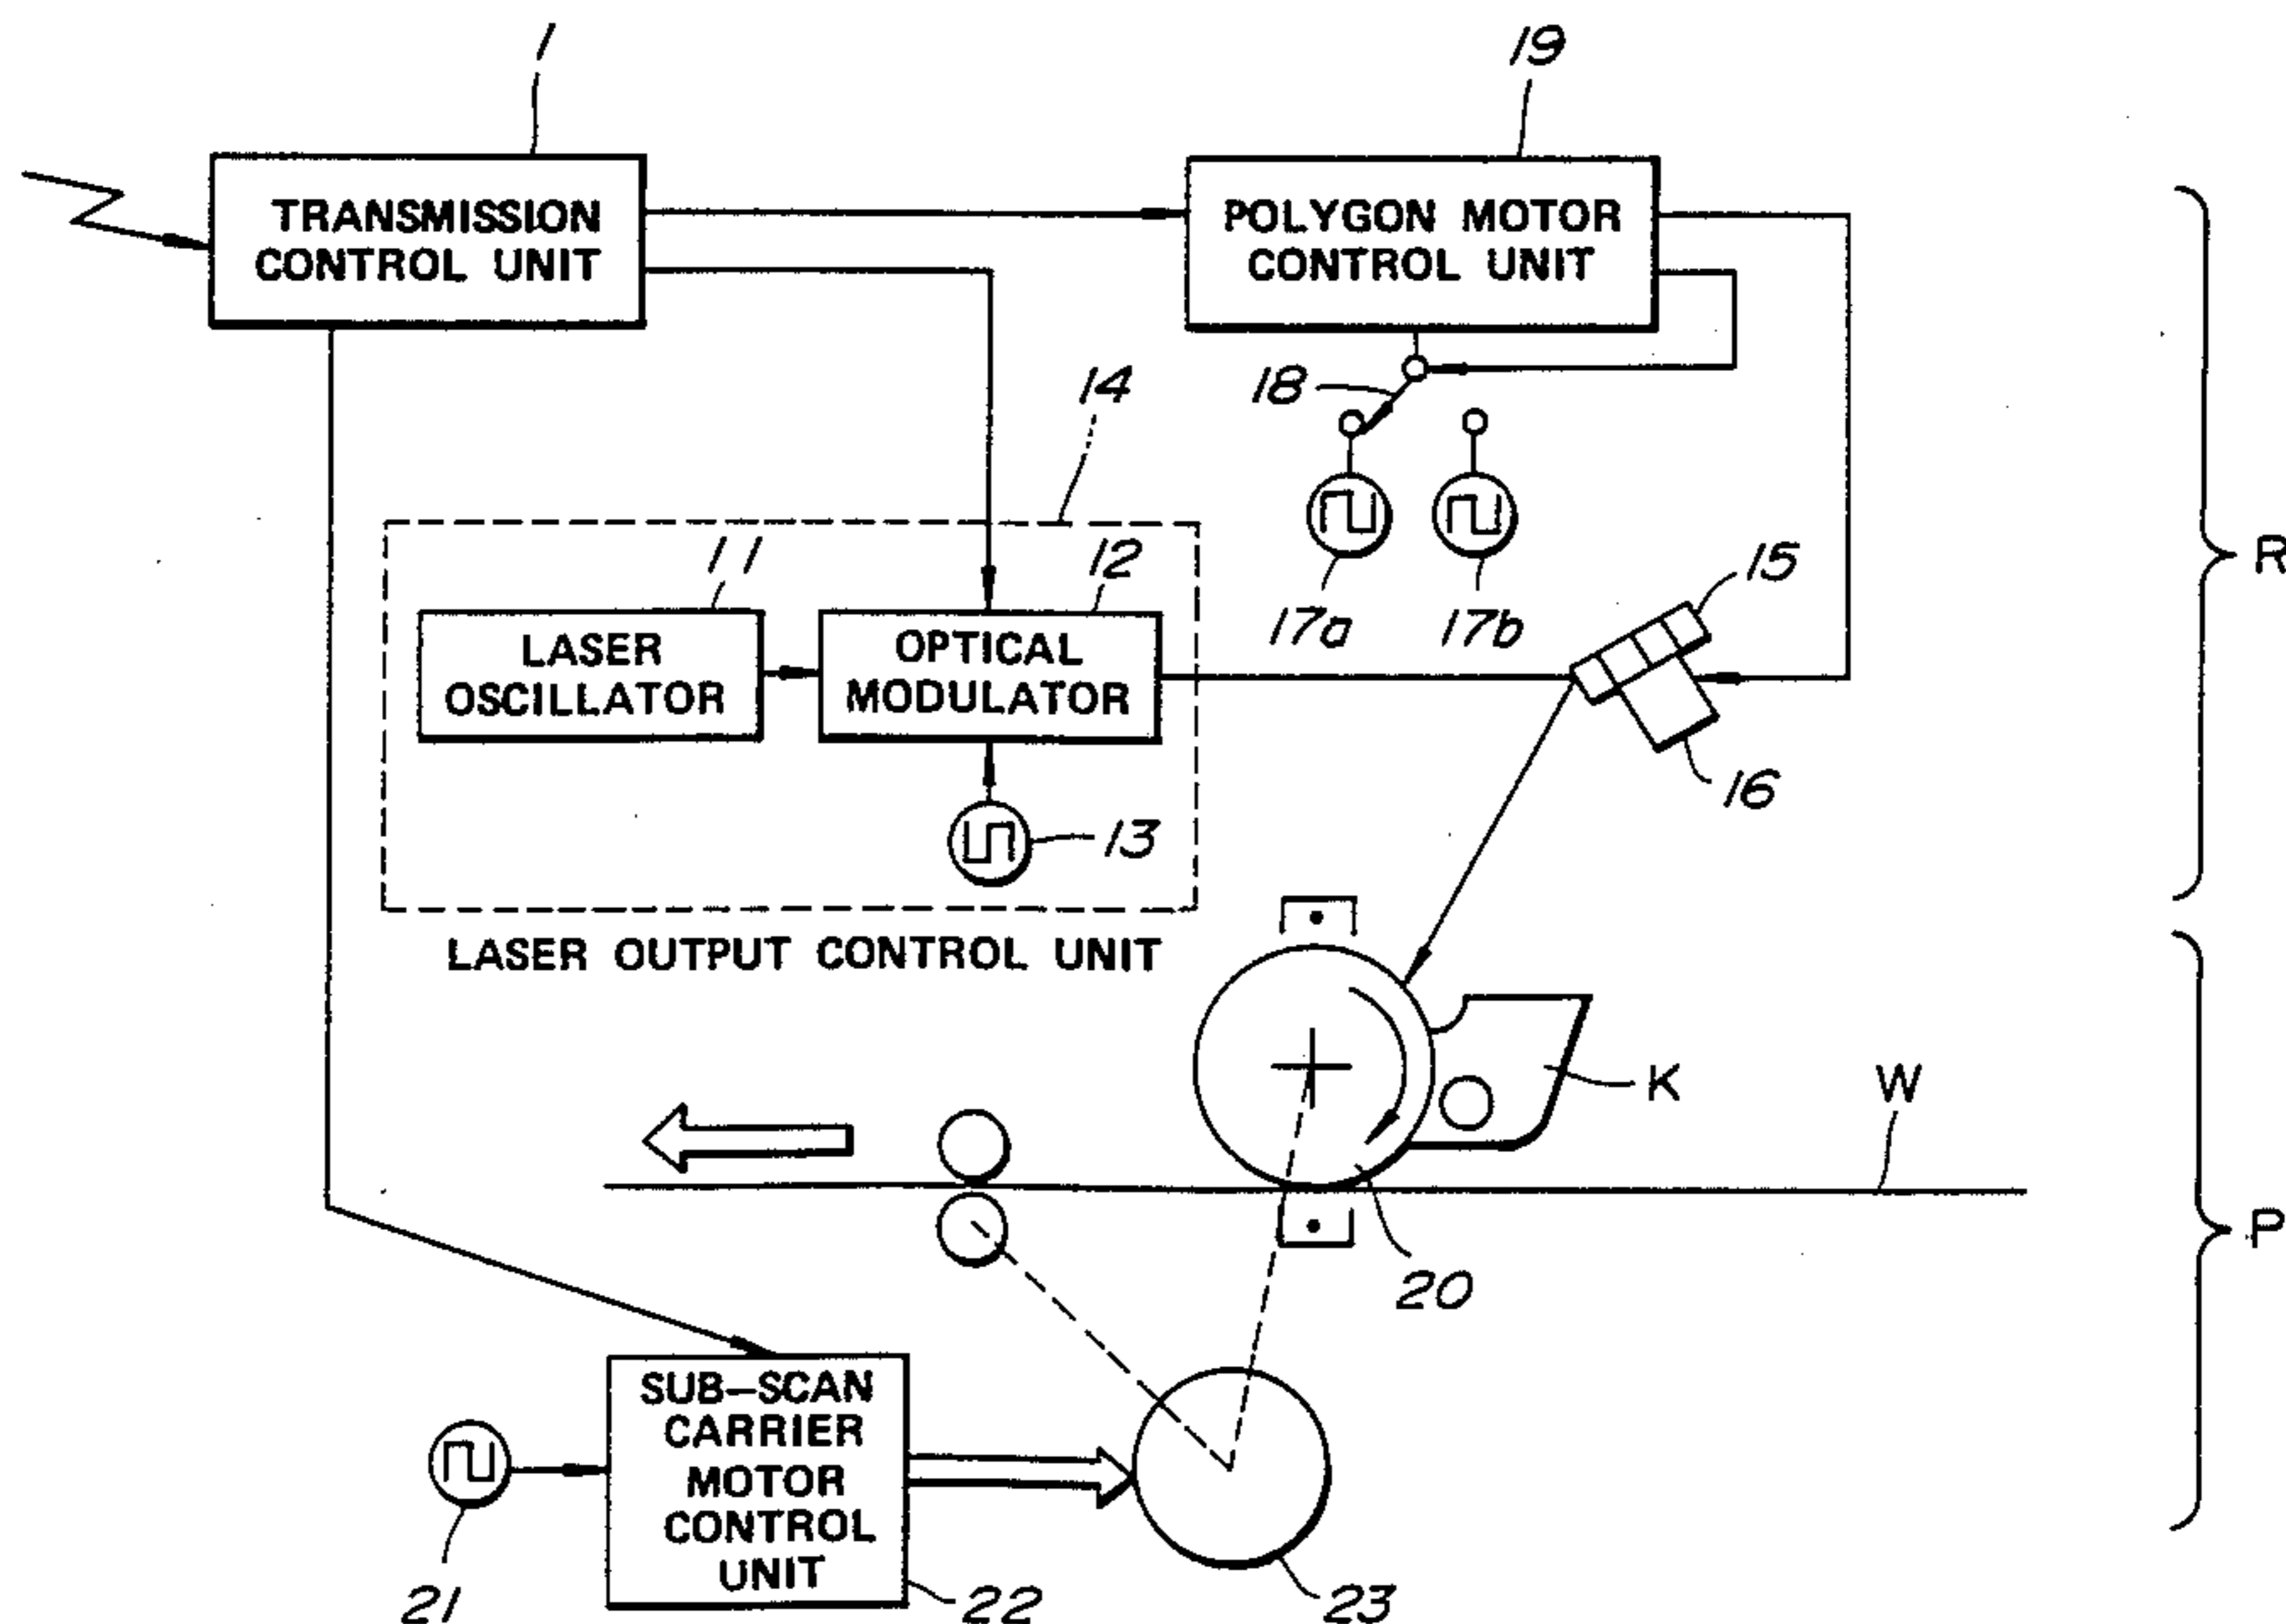 1
19
TRANSMISSION
CONTROL UNIT
POLYGON MOTOR
CONTROL UNIT
18
14
R
11
12
15
17a
17b
LASER
OSCILLATOR
OPTICAL
MODULATOR
16
13
LASER OUTPUT CONTROL UNIT
K
W
P
20
SUB-SCAN
CARRIER
MOTOR
CONTROL
UNIT
21
22
23